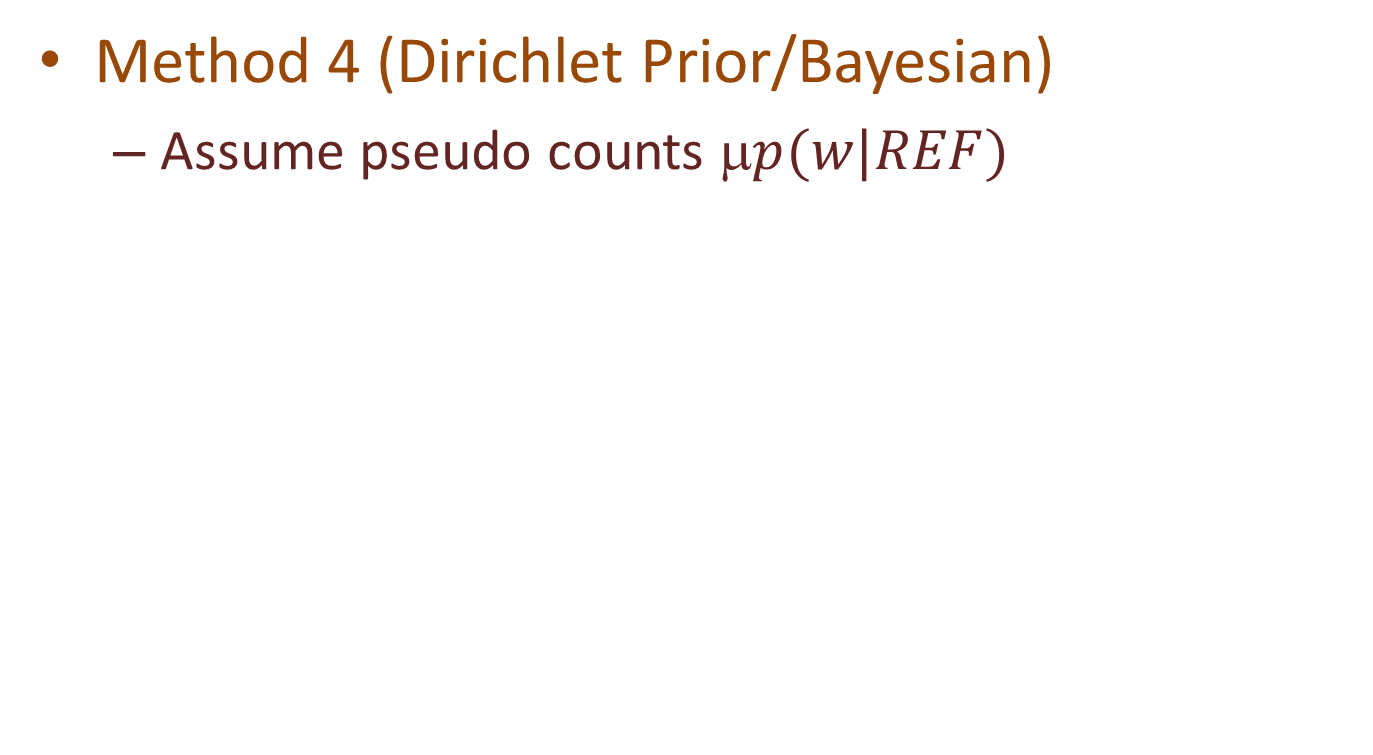 • Method 4 (Dirichlet Prior/Bayesian)
– Assume pseudo counts μp(w|REF)